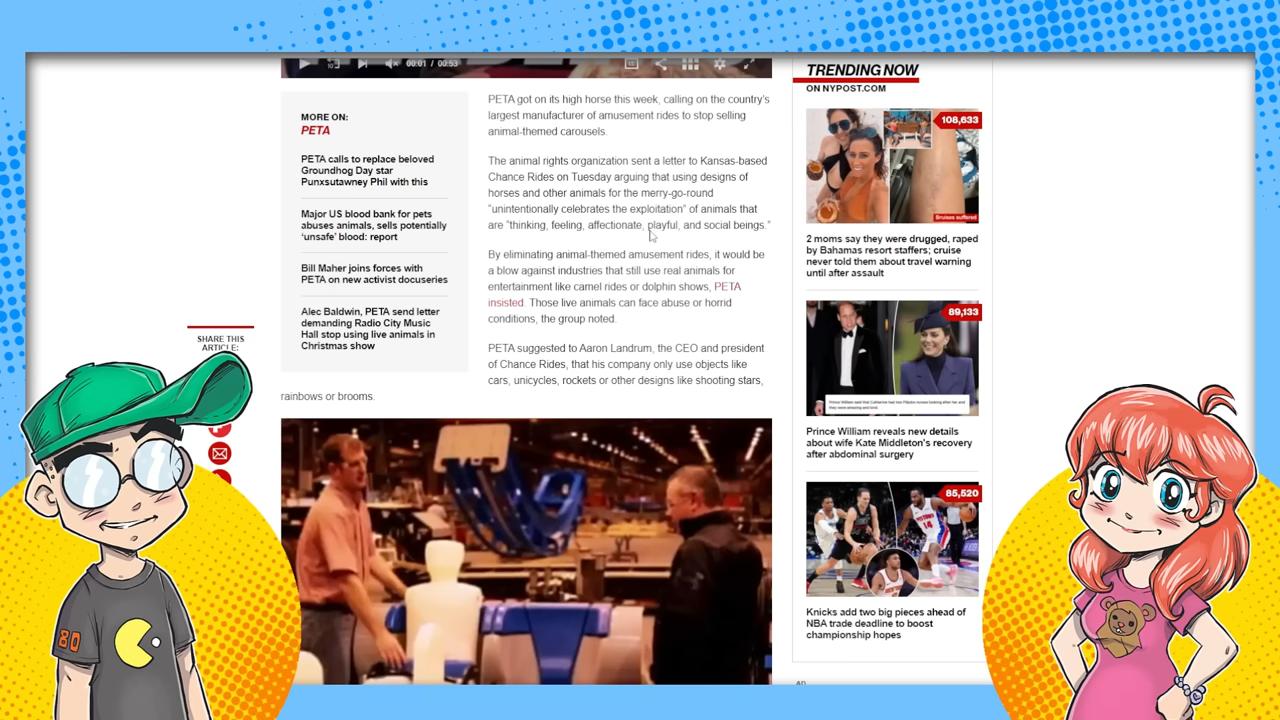 00:01 / 00:53
MORE ON:
PETA
PETA calls to replace beloved
Groundhog Day star
Punxsutawney Phil with this
Major US blood bank for pets
abuses animals, sells potentially
‘unsafe’ blood: report
Bill Maher joins forces with
PETA on new activist docuseries
Alec Baldwin, PETA send letter
demanding Radio City Music
Hall stop using live animals in
Christmas show
SHARE THIS
ARTICLE:
PETA got on its high horse this week, calling on the country’s
largest manufacturer of amusement rides to stop selling
animal-themed carousels.
The animal rights organization sent a letter to Kansas-based
Chance Rides on Tuesday arguing that using designs of
horses and other animals for the merry-go-round
“unintentionally celebrates the exploitation” of animals that
are “thinking, feeling, affectionate, playful, and social beings.”
By eliminating animal-themed amusement rides, it would be
a blow against industries that still use real animals for
entertainment like camel rides or dolphin shows, PETA
insisted. Those live animals can face abuse or horrid
conditions, the group noted.
PETA suggested to Aaron Landrum, the CEO and president
of Chance Rides, that his company only use objects like
cars, unicycles, rockets or other designs like shooting stars,
rainbows or brooms.
TRENDING NOW
ON NYPOST.COM
108,633
Bruises suffered
2 moms say they were drugged, raped
by Bahamas resort staffers; cruise
never told them about travel warning
until after assault
89,133
Prince William reveals new details
about wife Kate Middleton’s recovery
after abdominal surgery
85,520
Knicks add two big pieces ahead of
NBA trade deadline to boost
championship hopes
80